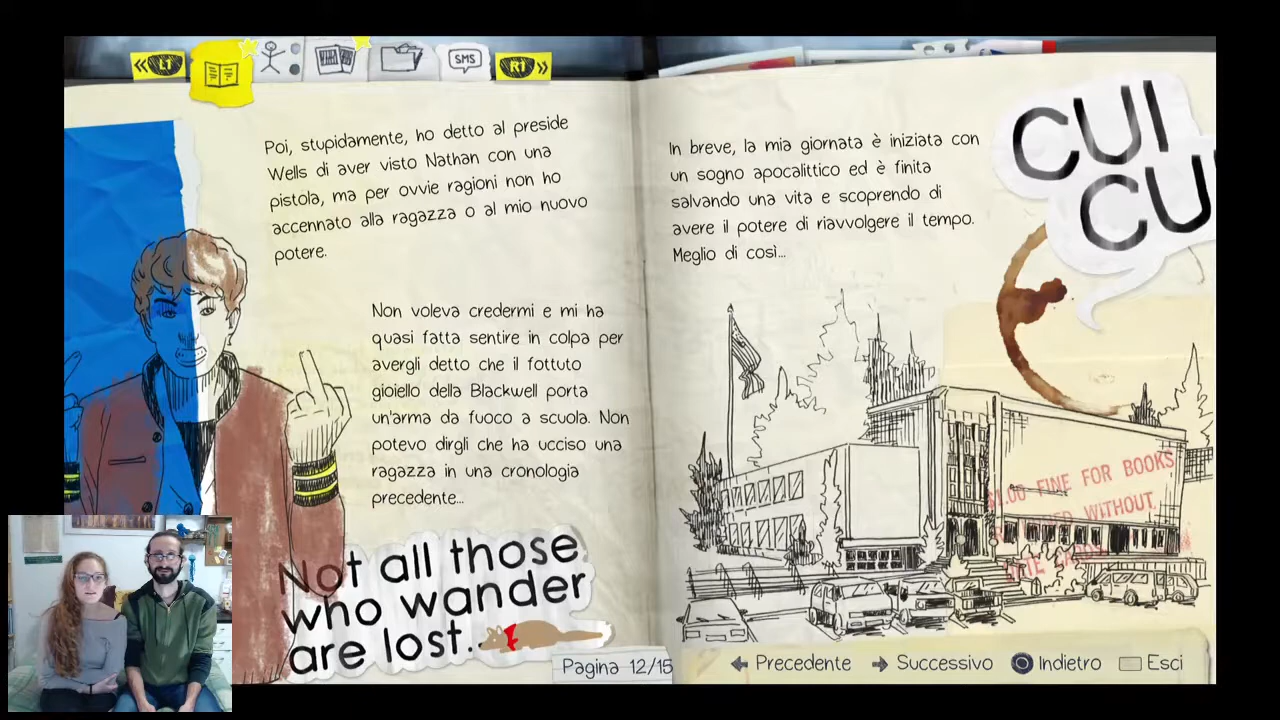 LT
SMS
R1
Poi, stupidamente, ho detto al preside
Wells di aver visto Nathan con una
pistola, ma per ovvie ragioni non ho
accennato alla ragazza o al mio nuovo
potere.
Non voleva credermi e mi ha
quasi fatta sentire in colpa per
avergli detto che il fottuto
gioiello della Blackwell porta
un'arma da fuoco a scuola. Non
potevo dirgli che ha ucciso una
ragazza in una cronologia
precedente...
Not all those
who wander
are lost.
Pagina 12/15
In breve, la mia giornata è iniziata con
un sogno apocalittico ed è finita
salvando una vita e scoprendo di
avere il potere di riavvolgere il tempo.
Meglio di così...
CUI
CU
$1.00 FINE FOR BOOKS
WITHOUT
Precedente
Successivo
Indietro
Esci